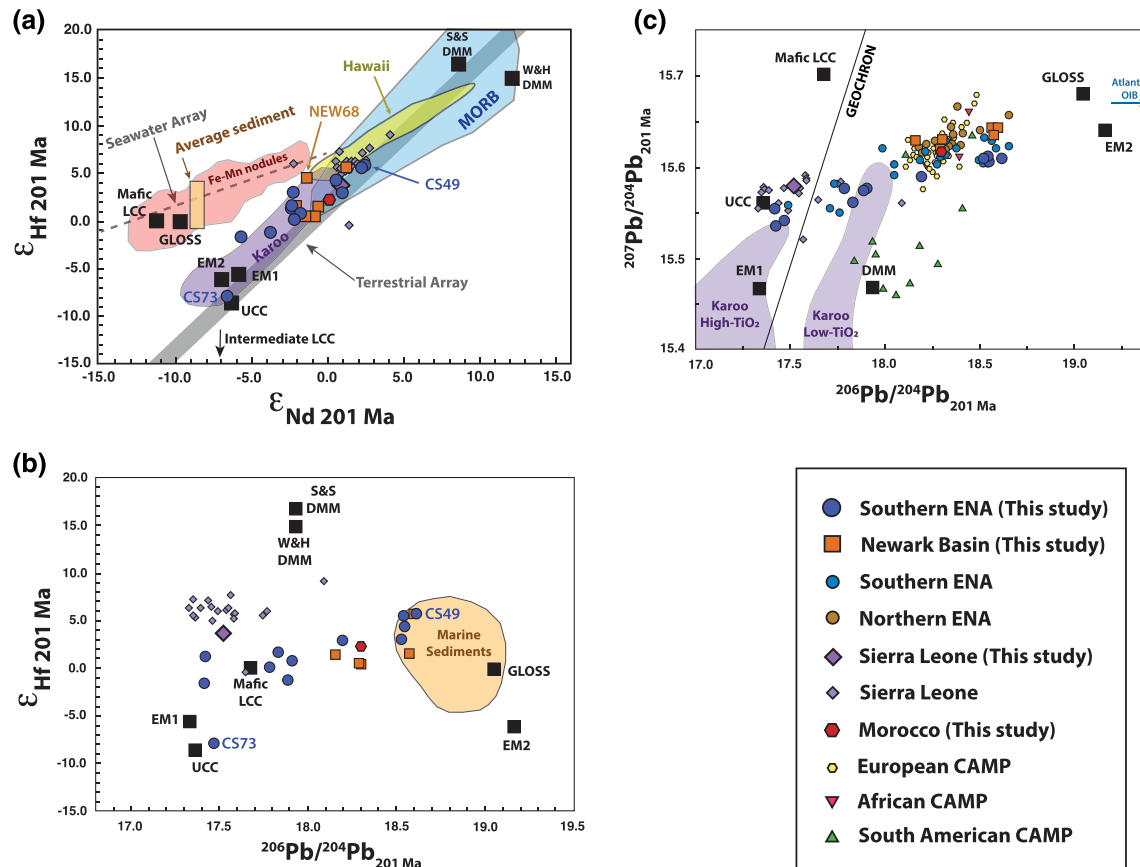 (a)
20.0
15.0
10.0
5.0
0.0
-5.0
-10.0
-15.0
εHf 201 Ma
-15.0 -10.0 -5.0 0.0 5.0 10.0 15.0
εNd 201 Ma
S&S
DMM
W&H
DMM
Hawaii
MORB
NEW68
Seawater Array
Average sediment
Fe-Mn nodules
Mafic
LCC
GLOSS
CS49
Karoo
EM2
EM1
Terrestrial Array
CS73
UCC
Intermediate LCC
(b)
20.0
15.0
10.0
5.0
0.0
-5.0
-10.0
-15.0
εHf 201 Ma
17.0 17.5 18.0 18.5 19.0 19.5
206Pb/204Pb201 Ma
S&S
DMM
W&H
DMM
CS49
Marine
Sediments
GLOSS
Mafic
LCC
EM1
CS73
UCC
EM2
(c)
15.7
15.6
15.5
15.4
207Pb/204Pb201 Ma
17.0 17.5 18.0 18.5 19.0
206Pb/204Pb201 Ma
Mafic LCC
GEOCHRON
GLOSS
Atlant
OIB
EM2
UCC
EM1
DMM
Karoo
High-TiO₂
Karoo
Low-TiO₂
Southern ENA (This study)
Newark Basin (This study)
Southern ENA
Northern ENA
Sierra Leone (This study)
Sierra Leone
Morocco (This study)
European CAMP
African CAMP
South American CAMP